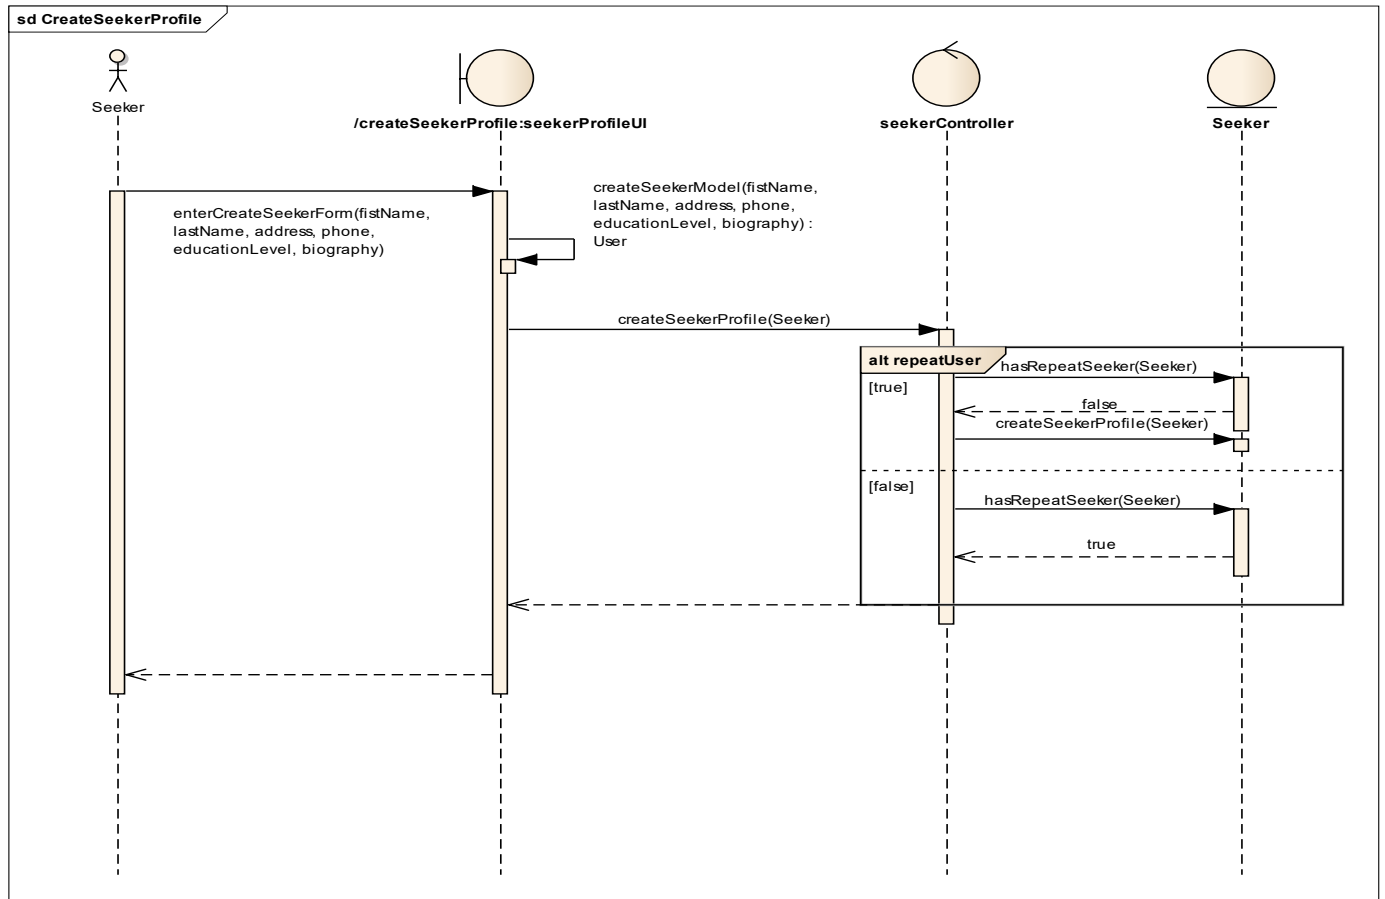 sd CreateSeekerProfile
Seeker
/createSeekerProfile:seekerProfileUI
seekerController
Seeker
enterCreateSeekerForm(fistName,
lastName, address, phone,
educationLevel, biography)
createSeekerModel(fistName,
lastName, address, phone,
educationLevel, biography) :
User
createSeekerProfile(Seeker)
alt repeatUser
hasRepeatSeeker(Seeker)
[true]
false
createSeekerProfile(Seeker)
[false]
hasRepeatSeeker(Seeker)
true